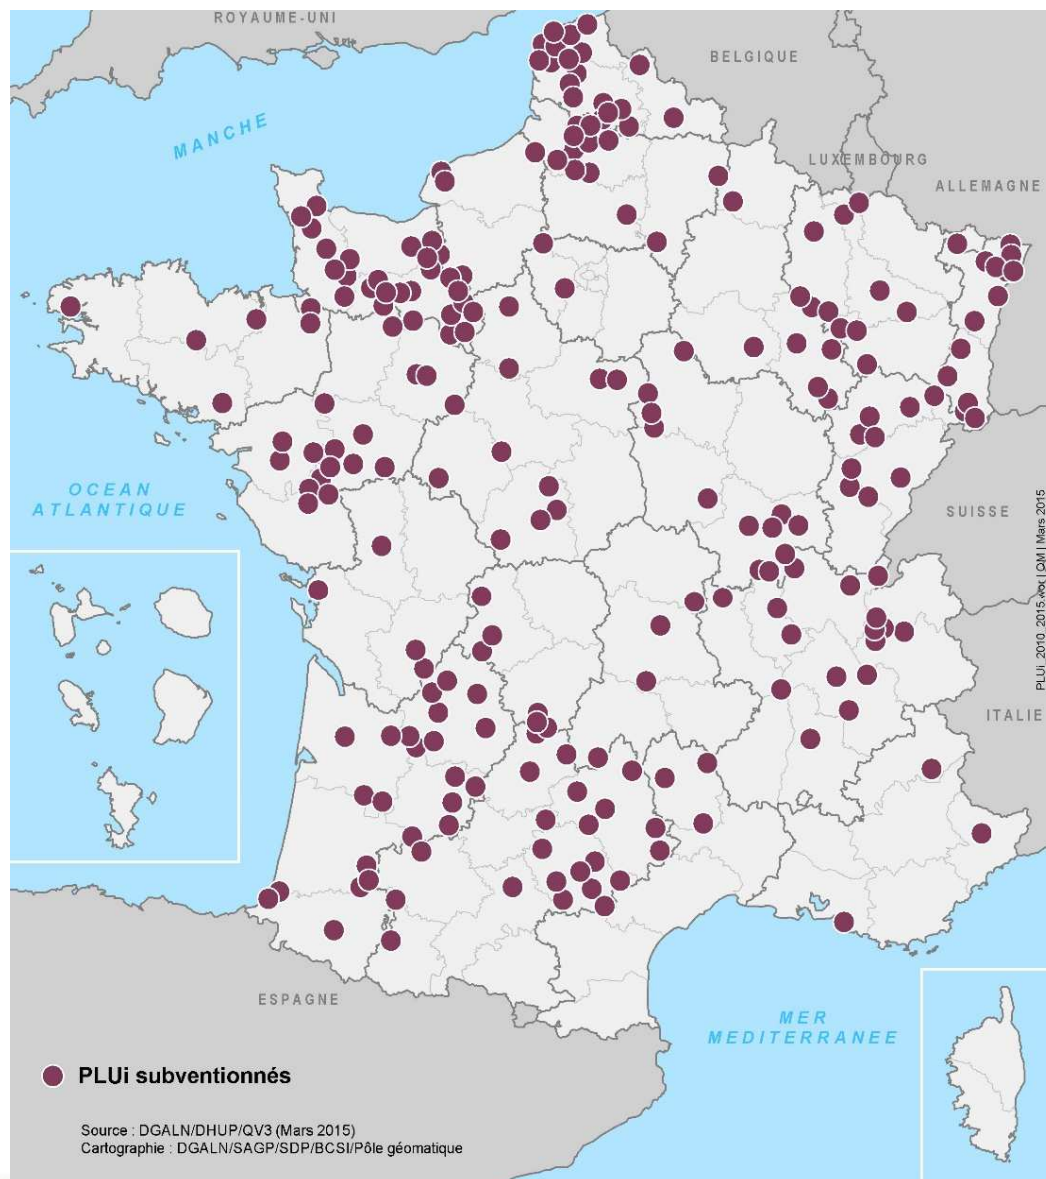 ROYAUME-UNI
BELGIQUE
MANCHE
LUXEMBOURG
ALLEMAGNE
OCEAN
ATLANTIQUE
SUISSE
PLUi_2010_2015.wor | QM | Mars 2015
ITALIE
ESPAGNE
MER
MEDITERRANEE
PLUi subventionnés
Source : DGALN/DHUP/QV3 (Mars 2015)
Cartographie : DGALN/SAGP/SDP/BCSI/Pôle géomatique